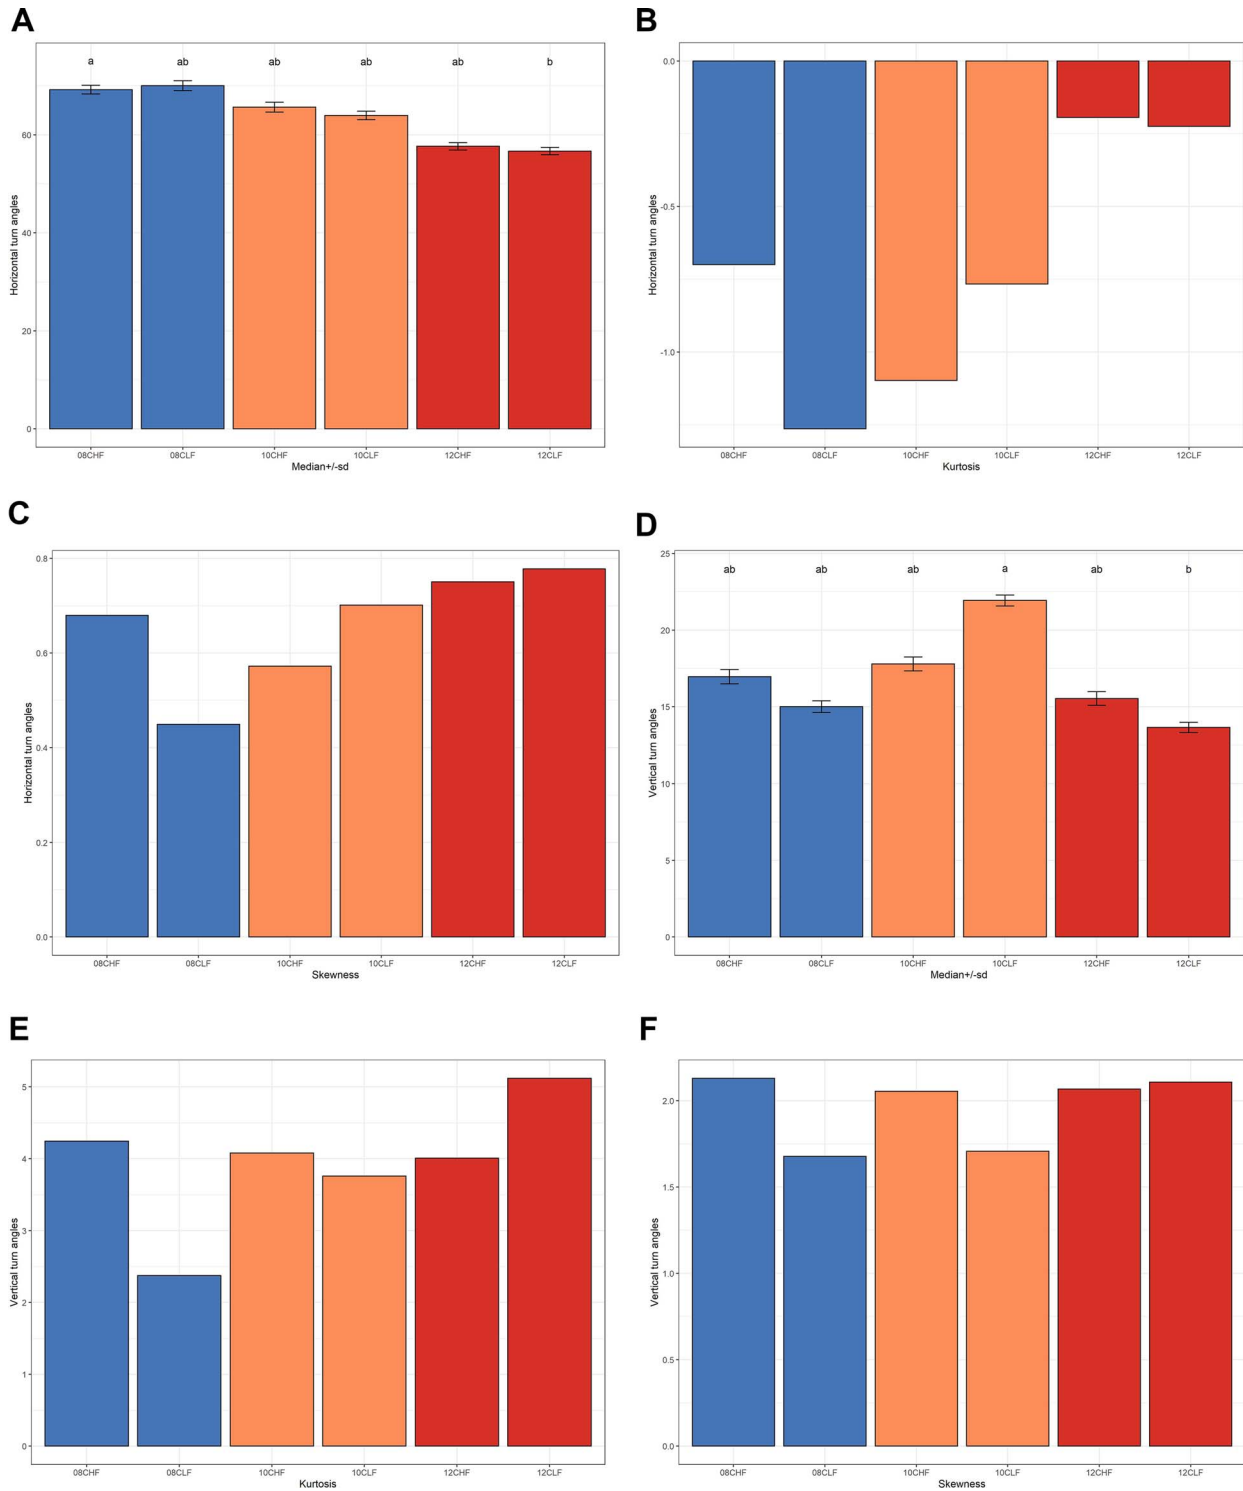 A
a ab ab ab ab b
60
40
20
0
Horizontal turn angles
08CHF 08CLF 10CHF 10CLF 12CHF 12CLF
Median+/-sd
B
0.0
-0.5
-1.0
Horizontal turn angles
08CHF 08CLF 10CHF 10CLF 12CHF 12CLF
Kurtosis
C
0.8
0.6
0.4
0.2
0.0
Horizontal turn angles
08CHF 08CLF 10CHF 10CLF 12CHF 12CLF
Skewness
D
25
ab ab ab a ab b
20
15
10
5
0
Vertical turn angles
08CHF 08CLF 10CHF 10CLF 12CHF 12CLF
Median+/-sd
E
5
4
3
2
1
0
Vertical turn angles
08CHF 08CLF 10CHF 10CLF 12CHF 12CLF
Kurtosis
F
2.0
1.5
1.0
0.5
0.0
Vertical turn angles
08CHF 08CLF 10CHF 10CLF 12CHF 12CLF
Skewness